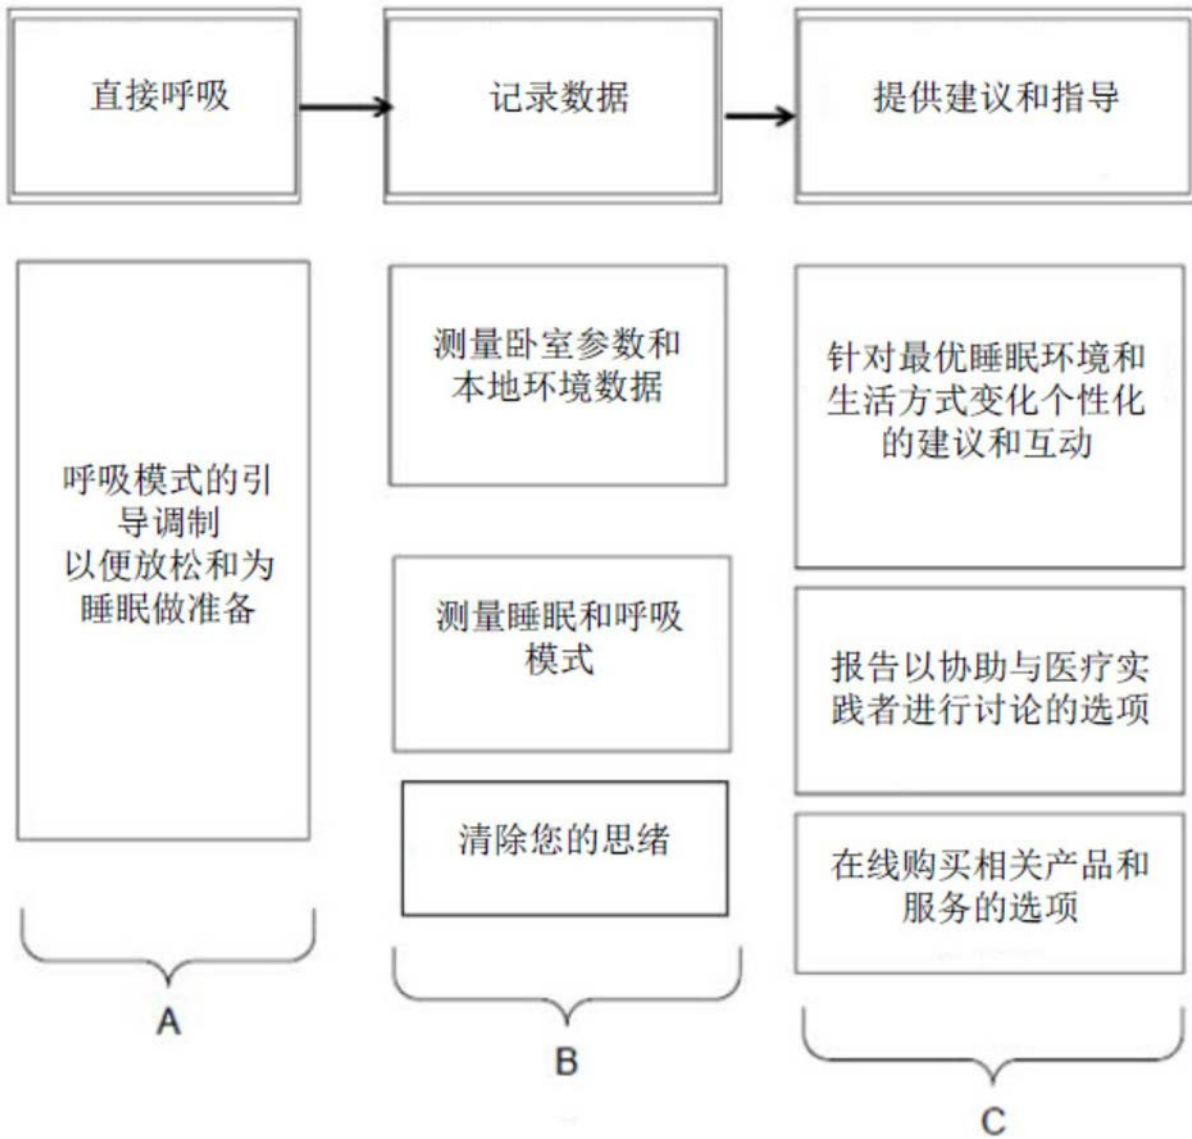 直接呼吸
记录数据
提供建议和指导
呼吸模式的引
导调制
以便放松和为
睡眠做准备
A
测量卧室参数和
本地环境数据
测量睡眠和呼吸
模式
清除您的思绪
B
针对最优睡眠环境和
生活方式变化个性化
的建议和互动
报告以协助与医疗实
践者进行讨论的选项
在线购买相关产品和
服务的选项
C